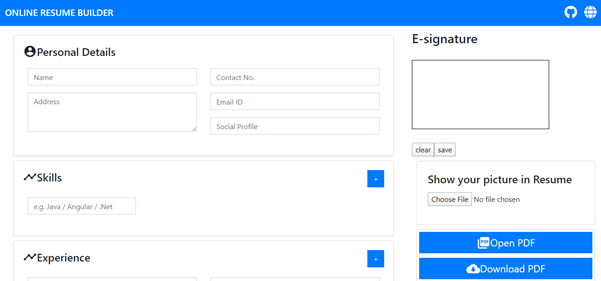 ONLINE RESUME BUILDER
Personal Details
Name
Contact No.
Address
Email ID
Social Profile
Skills
+
e.g. Java / Angular / .Net
Experience
+
E-signature
clear save
Show your picture in Resume
Choose File No file chosen
PDF Open PDF
Download PDF